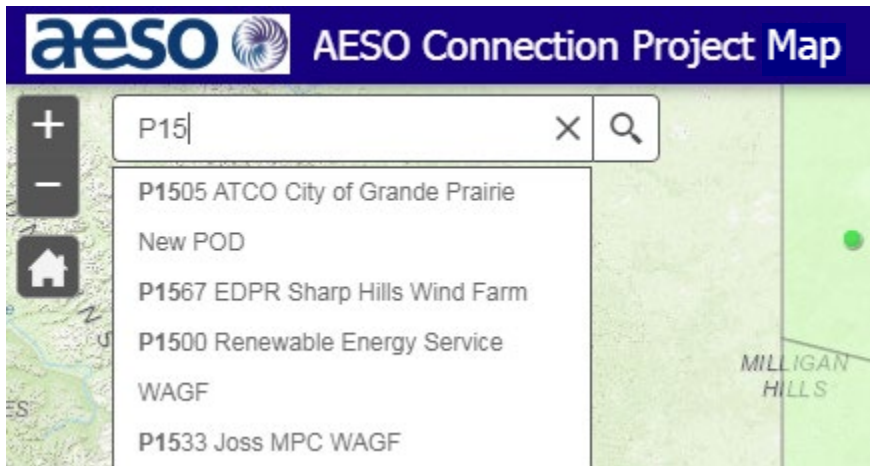 aeso AESO Connection Project Map
+
P15
−
P1505 ATCO City of Grande Prairie
New POD
P1567 EDPR Sharp Hills Wind Farm
P1500 Renewable Energy Service
WAGF
P1533 Joss MPC WAGF
MILLIGAN
HILLS